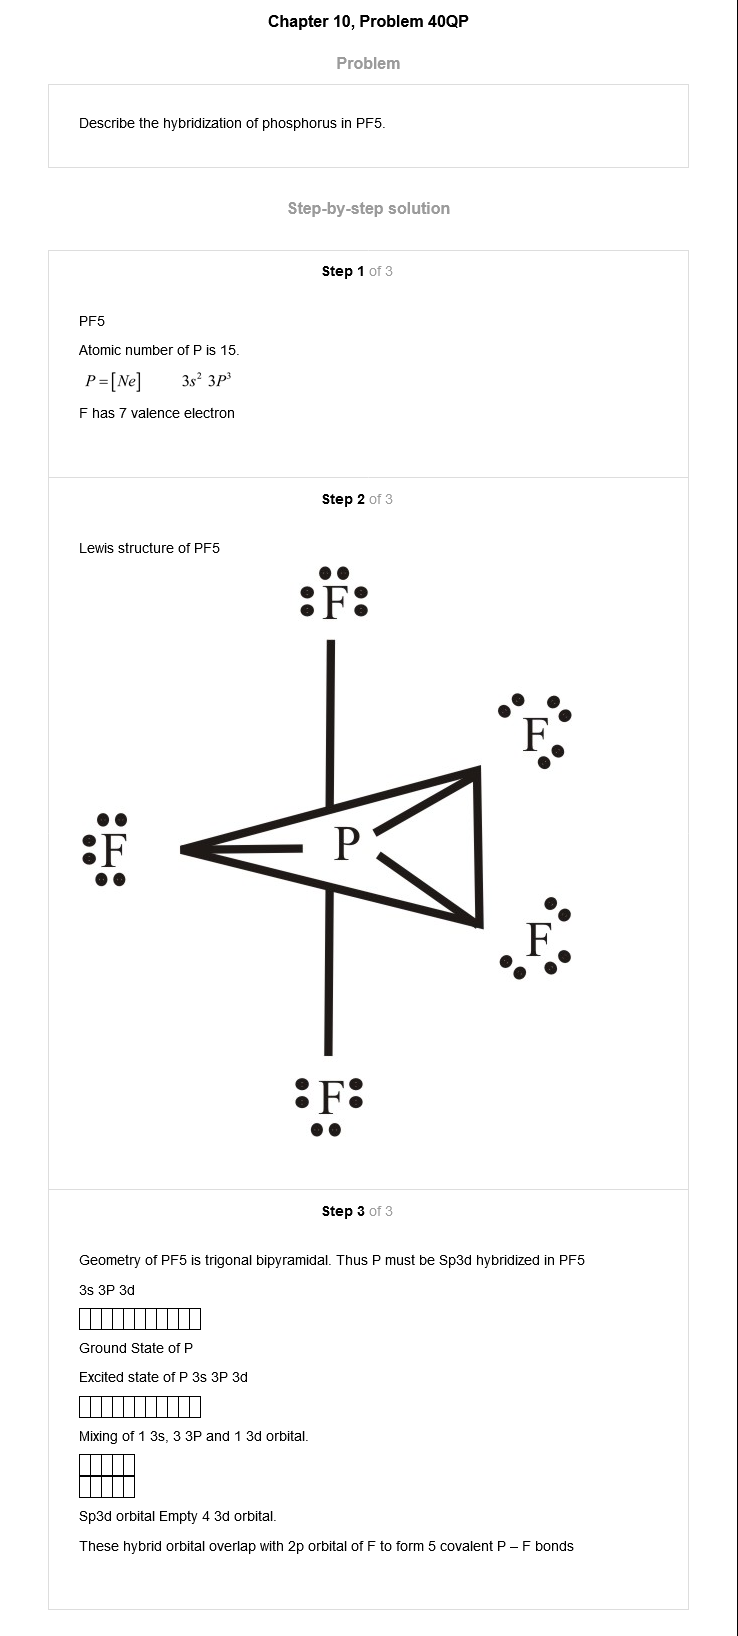 Chapter 10, Problem 40QP
Problem
Describe the hybridization of phosphorus in PF5.
Step-by-step solution
Step 1 of 3
PF5
Atomic number of P is 15.
P=[Ne] 3s² 3P³
F has 7 valence electron
Step 2 of 3
Lewis structure of PF5
F
F
F
P
F
F
Step 3 of 3
Geometry of PF5 is trigonal bipyramidal. Thus P must be Sp3d hybridized in PF5
3s 3P 3d
Ground State of P
Excited state of P 3s 3P 3d
Mixing of 1 3s, 3 3P and 1 3d orbital.
Sp3d orbital Empty 4 3d orbital.
These hybrid orbital overlap with 2p orbital of F to form 5 covalent P – F bonds